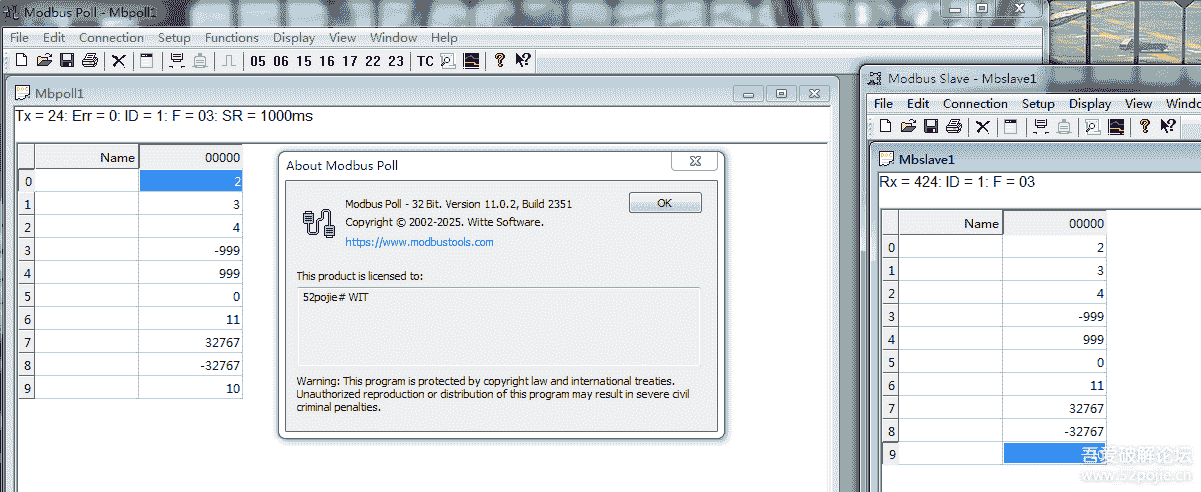 Modbus Poll - Mbpoll1
File Edit Connection Setup Functions Display View Window Help
05 06 15 16 17 22 23 TC
Mbpoll1
Tx = 24: Err = 0: ID = 1: F = 03: SR = 1000ms
Name 00000
0 2
1 3
2 4
3 -999
4 999
5 0
6 11
7 32767
8 -32767
9 10
About Modbus Poll
Modbus Poll - 32 Bit. Version 11.0.2, Build 2351
OK
Copyright © 2002-2025. Witte Software.
https://www.modbustools.com
This product is licensed to:
52pojie# WIT
Warning: This program is protected by copyright law and international treaties.
Unauthorized reproduction or distribution of this program may result in severe civil
criminal penalties.
Modbus Slave - Mbslave1
File Edit Connection Setup Display View Windo
Mbslave1
Rx = 424: ID = 1: F = 03
Name 00000
0 2
1 3
2 4
3 -999
4 999
5 0
6 11
7 32767
8 -32767
9
吾爱破解论坛
www.52pojie.cn